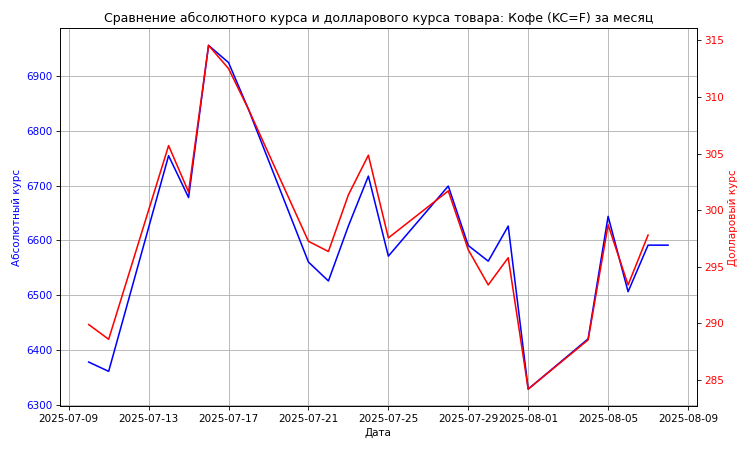 Сравнение абсолютного курса и долларового курса товара: Кофе (KC=F) за месяц
Абсолютный курс
6900
6800
6700
6600
6500
6400
6300
315
310
305
300
295
290
285
Долларовый курс
2025-07-09 2025-07-13 2025-07-17 2025-07-21 2025-07-25 2025-07-29 2025-08-01 2025-08-05 2025-08-09
Дата